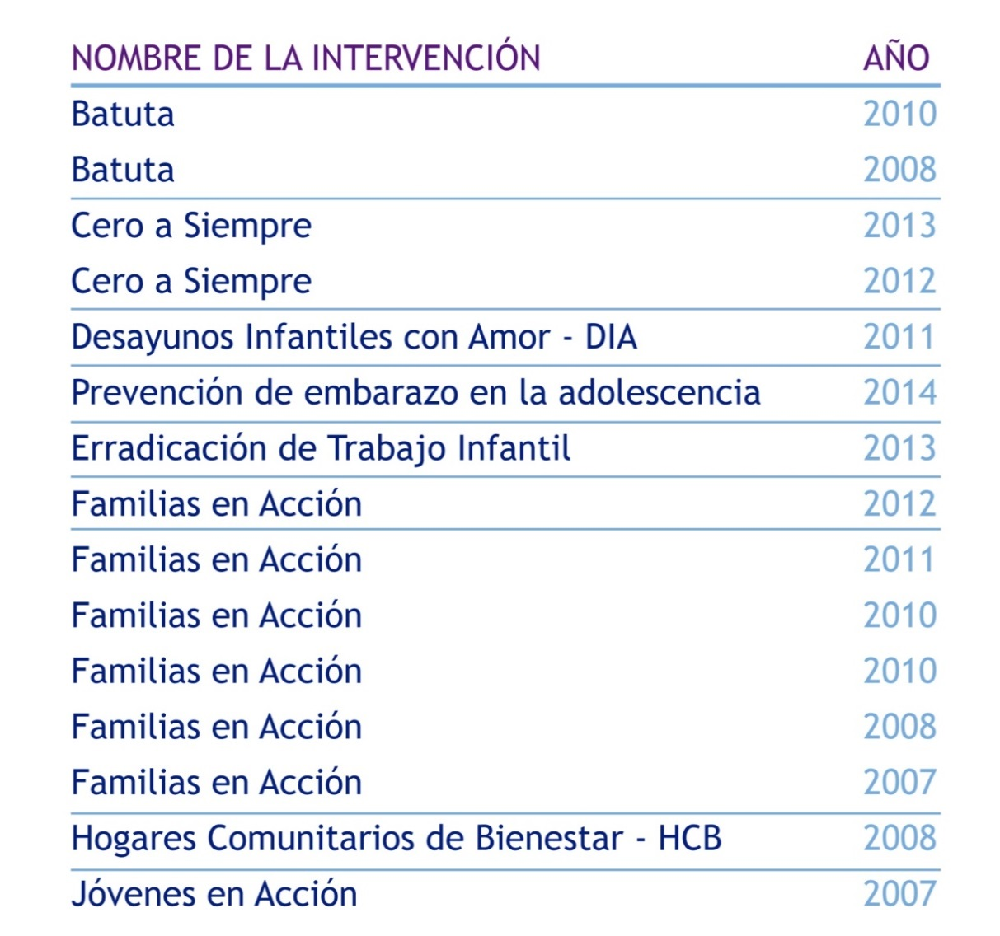 NOMBRE DE LA INTERVENCIÓN AÑO
Batuta 2010
Batuta 2008
Cero a Siempre 2013
Cero a Siempre 2012
Desayunos Infantiles con Amor - DIA 2011
Prevención de embarazo en la adolescencia 2014
Erradicación de Trabajo Infantil 2013
Familias en Acción 2012
Familias en Acción 2011
Familias en Acción 2010
Familias en Acción 2010
Familias en Acción 2008
Familias en Acción 2007
Hogares Comunitarios de Bienestar - HCB 2008
Jóvenes en Acción 2007